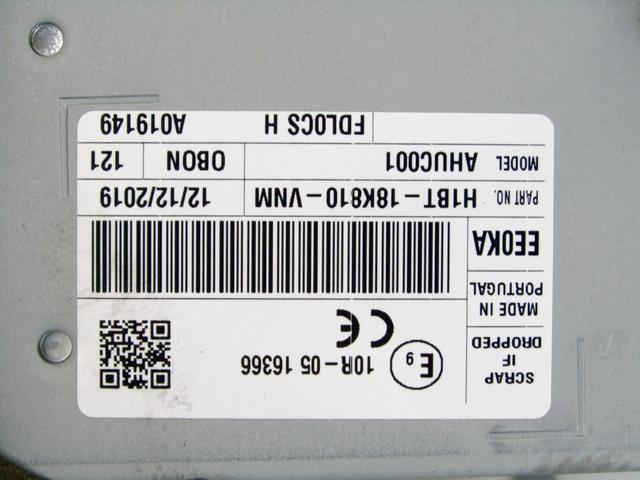 SCRAP IF DROPPED
E9 10R-05 16366
CE
MADE IN PORTUGAL
EEOKA
PART NO. H1BT-18K810-VNM 12/12/2019
MODEL AHUC001 OBON 121
FDLOCS H A019149